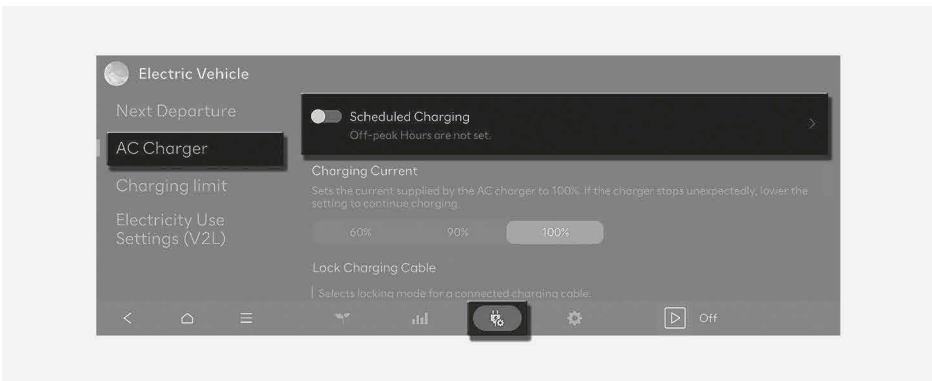 Electric Vehicle
Next Departure
AC Charger
Charging limit
Electricity Use
Settings (V2L)
Scheduled Charging
Off-peak Hours are not set.
Charging Current
Sets the current supplied by the AC charger to 100%. If the charger stops unexpectedly, lower the
setting to continue charging.
60% 90% 100%
Lock Charging Cable
Selects locking mode for a connected charging cable.
Off